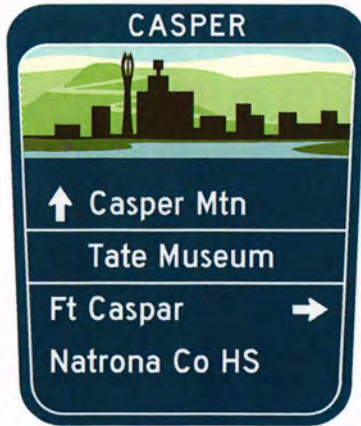 CASPER
Casper Mtn
Tate Museum
Ft Caspar
Natrona Co HS